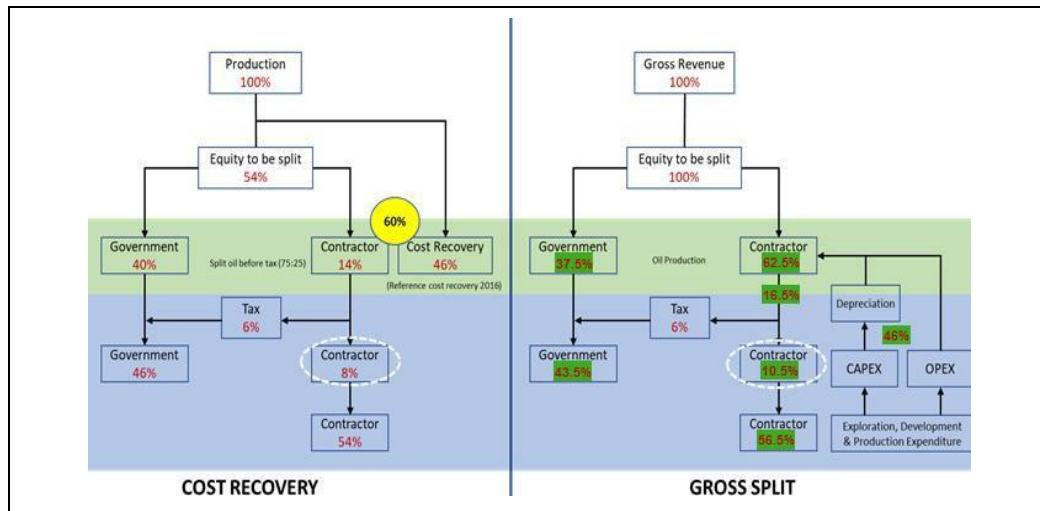 Production
100%
Equity to be split
54%
60%
Government
40%
Split oil before tax (75:25)
Contractor
14%
Cost Recovery
46%
(Reference cost recovery 2016)
Tax
6%
Government
46%
Contractor
8%
Contractor
54%
COST RECOVERY
Gross Revenue
100%
Equity to be split
100%
Government
37.5%
Oil Production
Contractor
62.5%
16.5%
Depreciation
Tax
6%
46%
Government
43.5%
Contractor
10.5%
CAPEX
OPEX
Contractor
56.5%
Exploration, Development
& Production Expenditure
GROSS SPLIT